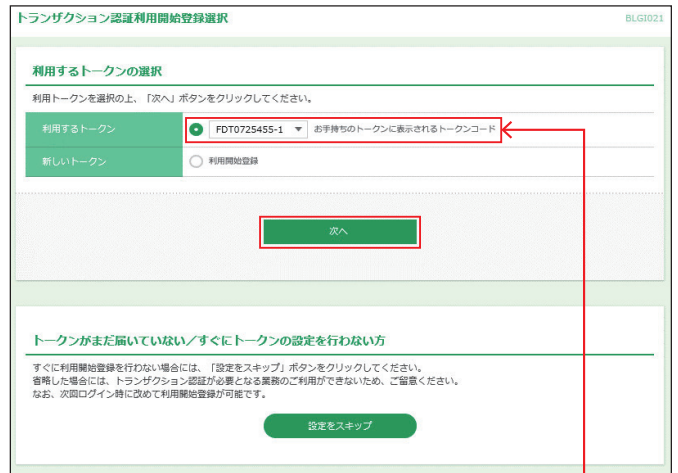 トランザクション認証利用開始登録選択
BLGI021
利用するトークンの選択
利用トークンを選択の上、「次へ」ボタンをクリックしてください。
利用するトークン
FDT0725455-1 お手持ちのトークンに表示されるトークンコード
新しいトークン
利用開始登録
次へ
トークンがまだ届いていない/すぐにトークンの設定を行わない方
すぐに利用開始登録を行わない場合には、「設定をスキップ」ボタンをクリックしてください。
省略した場合には、トランザクション認証が必要となる業務のご利用ができないため、ご留意ください。
なお、次回ログイン時に改めて利用開始登録が可能です。
設定をスキップ